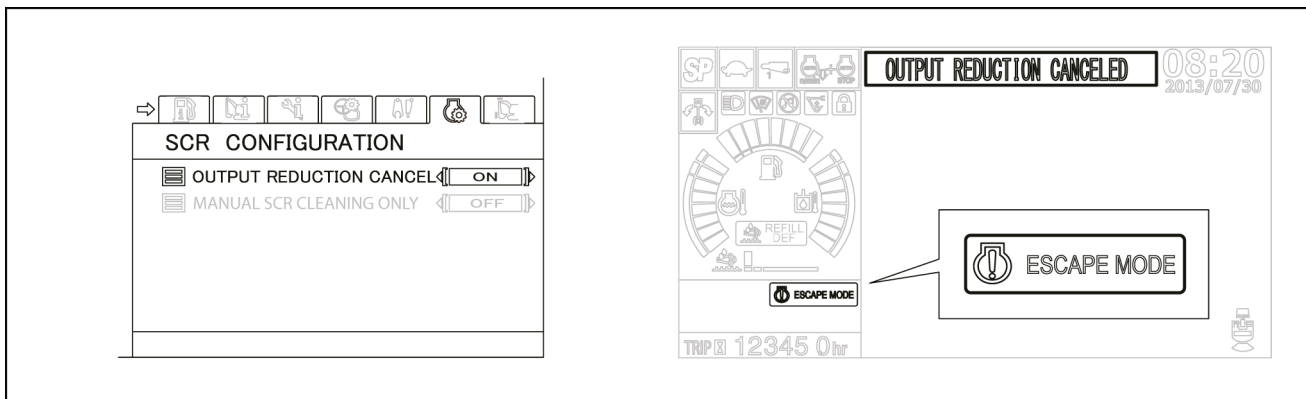 SCR CONFIGURATION
OUTPUT REDUCTION CANCEL ON
MANUAL SCR CLEANING ONLY OFF
SP
1
OUTPUT REDUCTION CANCELED
08:20
2013/07/30
REFILL
DEF
ESCAPE MODE
ESCAPE MODE
TRIP 12345.0hr